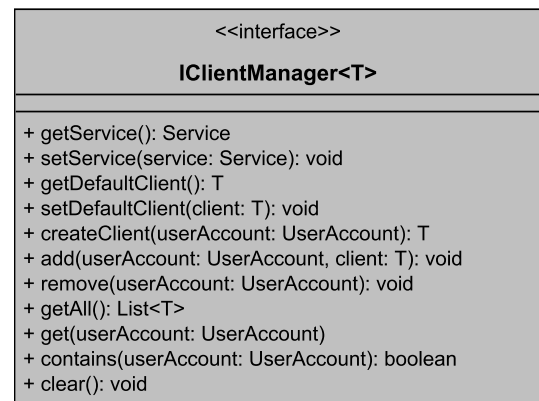 <<interface>>
IClientManager<T>
+ getService(): Service
+ setService(service: Service): void
+ getDefaultClient(): T
+ setDefaultClient(client: T): void
+ createClient(userAccount: UserAccount): T
+ add(userAccount: UserAccount, client: T): void
+ remove(userAccount: UserAccount): void
+ getAll(): List<T>
+ get(userAccount: UserAccount)
+ contains(userAccount: UserAccount): boolean
+ clear(): void